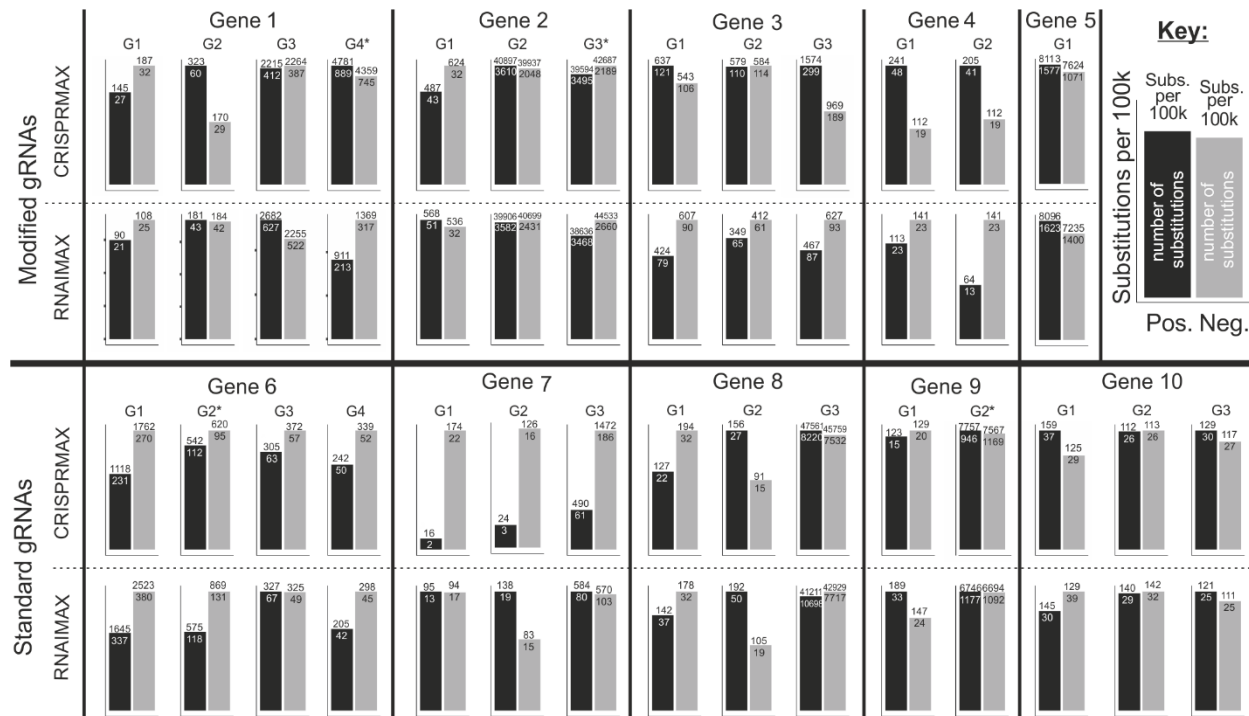 Gene 1 Gene 2 Gene 3 Gene 4 Gene 5
G1 G2 G3 G4* G1 G2 G3* G1 G2 G3 G1 G2 G1
Modified gRNAs
CRISPRMAX
145 187 323 170 2215 2264 4781 4359 487 624 40897 39937 39594 42687 637 543 579 584 1574 969 241 112 205 112 8113 7624
27 32 60 29 412 387 889 745 43 32 3610 2048 3495 2189 121 106 110 114 299 189 48 19 41 19 1577 1071
RNAIMAX
90 108 181 184 2682 2255 911 1369 568 536 39906 40699 38636 44533 424 607 349 412 467 627 113 141 64 141 8096 7235
21 25 43 42 627 522 213 317 51 32 3582 2431 3468 2660 79 90 65 61 87 93 23 23 13 23 1623 1400
Key:
Subs. per 100k
Subs. per 100k
Substitutions per 100k
number of substitutions
number of substitutions
Pos. Neg.
Gene 6 Gene 7 Gene 8 Gene 9 Gene 10
G1 G2* G3 G4 G1 G2 G3 G1 G2 G3 G1 G2* G1 G2 G3
Standard gRNAs
CRISPRMAX
1118 1762 542 620 305 372 242 339 16 174 24 126 490 1472 127 194 156 91 47561 45759 123 129 7757 7567 159 125 112 113 129 117
231 270 112 95 63 57 50 52 2 22 3 16 61 186 22 32 27 15 8220 7532 15 20 946 1169 37 29 26 26 30 27
RNAIMAX
1645 2523 575 869 327 325 205 298 95 94 138 83 584 570 142 178 192 105 41211 42929 189 147 6746 6694 145 129 140 142 121 111
337 380 118 131 67 49 42 45 13 17 19 15 80 103 37 32 50 19 10698 7717 33 24 1177 1092 30 39 29 32 25 25